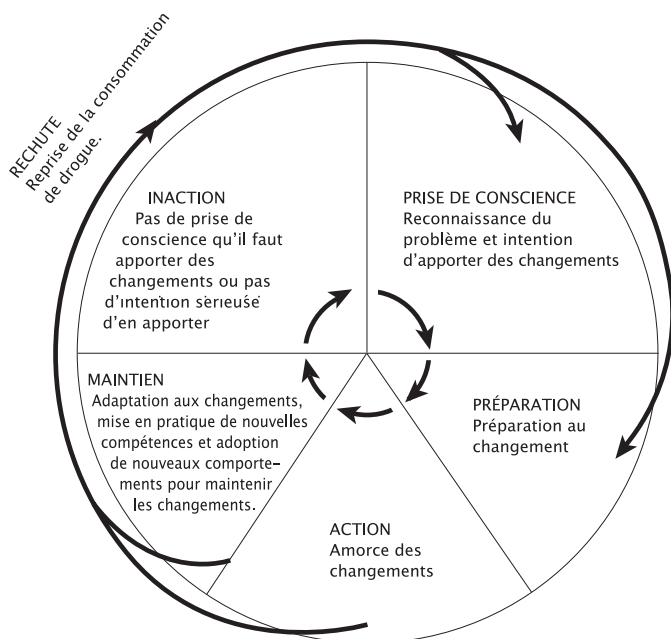 RECHUTE
Reprise de la consommation
de drogue.
INACTION
Pas de prise de
conscience qu'il faut
apporter des
changements ou pas
d'intention sérieuse
d'en apporter
PRISE DE CONSCIENCE
Reconnaissance du
problème et intention
d'apporter des changements
PRÉPARATION
Préparation au
changement
ACTION
Amorce des
changements
MAINTIEN
Adaptation aux changements,
mise en pratique de nouvelles
compétences et adoption
de nouveaux comporte-
ments pour maintenir
les changements.